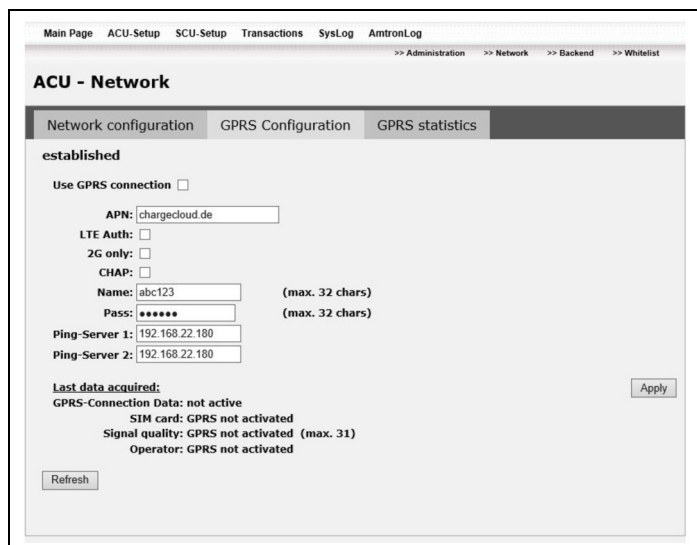 Main Page ACU-Setup SCU-Setup Transactions SysLog AmtronLog
>> Administration >> Network >> Backend >> Whitelist
ACU - Network
Network configuration GPRS Configuration GPRS statistics
established
Use GPRS connection
APN: chargecloud.de
LTE Auth:
2G only:
CHAP:
Name: abc123 (max. 32 chars)
Pass: ●●●●●● (max. 32 chars)
Ping-Server 1: 192.168.22.180
Ping-Server 2: 192.168.22.180
Last data acquired: Apply
GPRS-Connection Data: not active
SIM card: GPRS not activated
Signal quality: GPRS not activated (max. 31)
Operator: GPRS not activated
Refresh